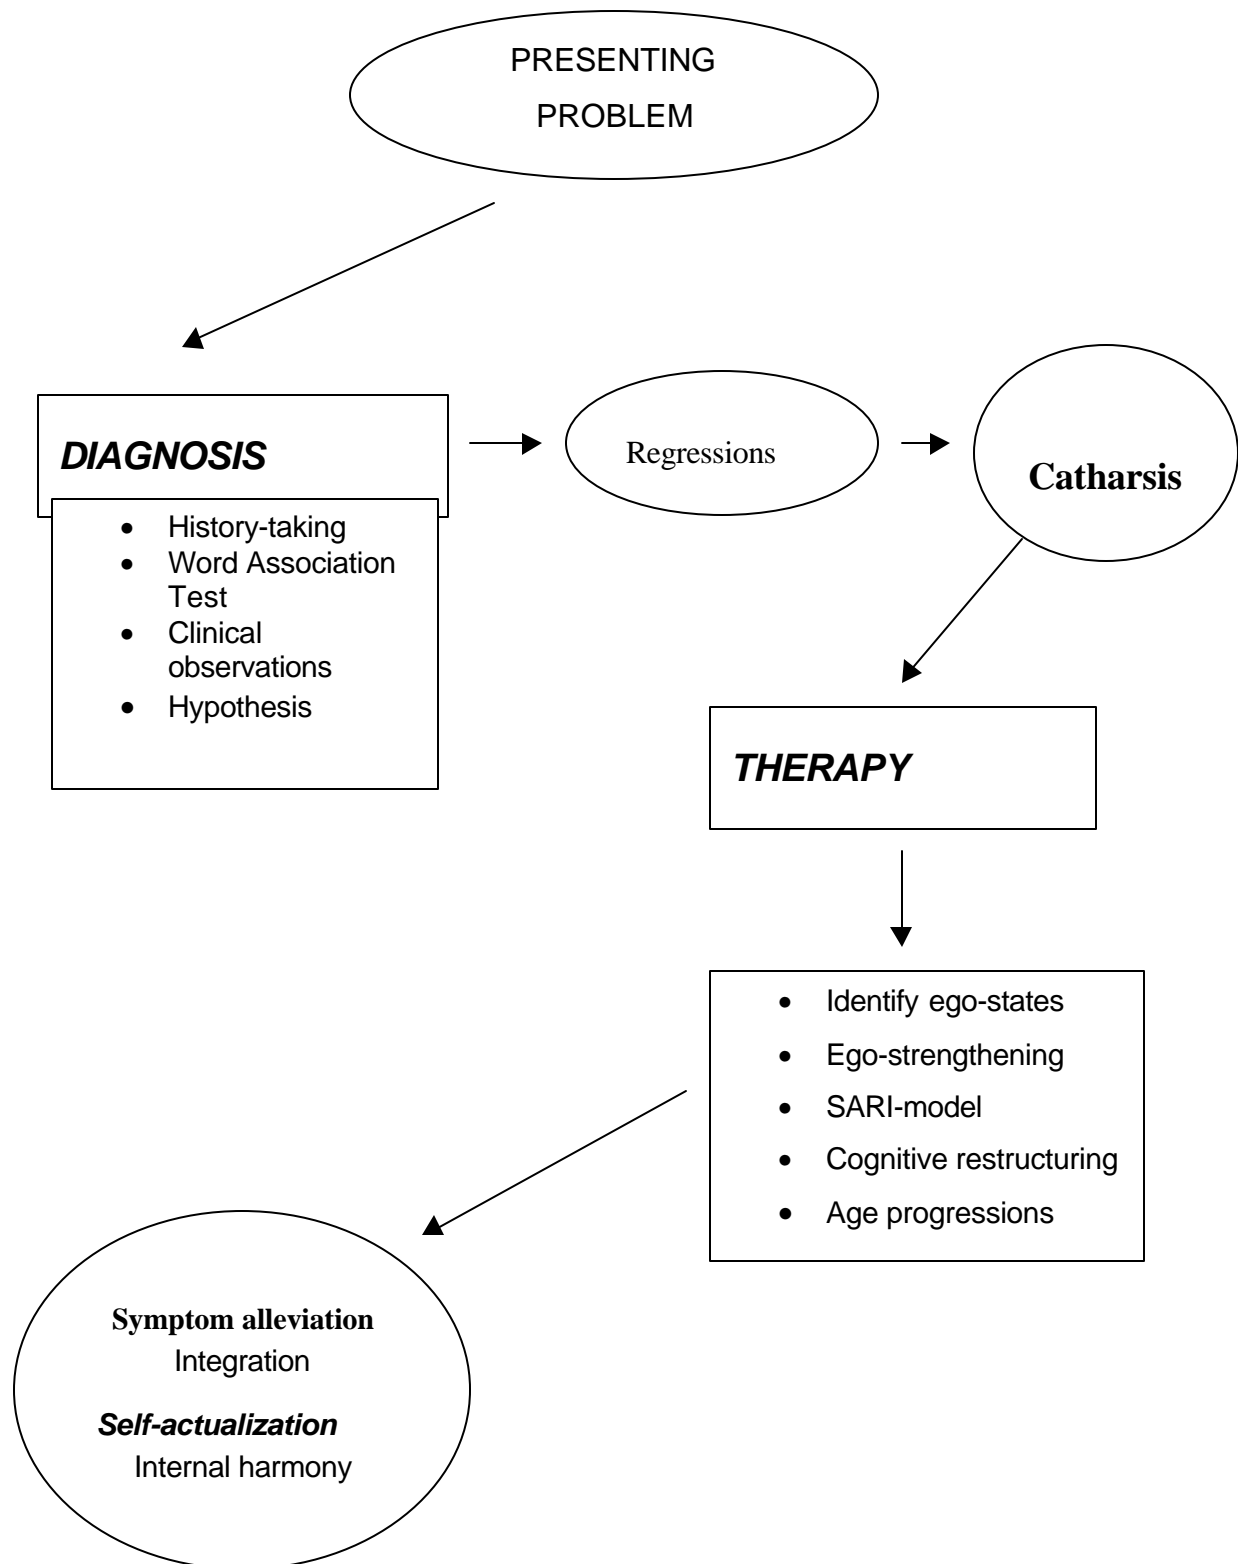 PRESENTING
PROBLEM
DIAGNOSIS
Regressions
Catharsis
• History-taking
• Word Association
Test
• Clinical
observations
• Hypothesis
THERAPY
• Identify ego-states
• Ego-strengthening
• SARI-model
• Cognitive restructuring
• Age progressions
Symptom alleviation
Integration
Self-actualization
Internal harmony